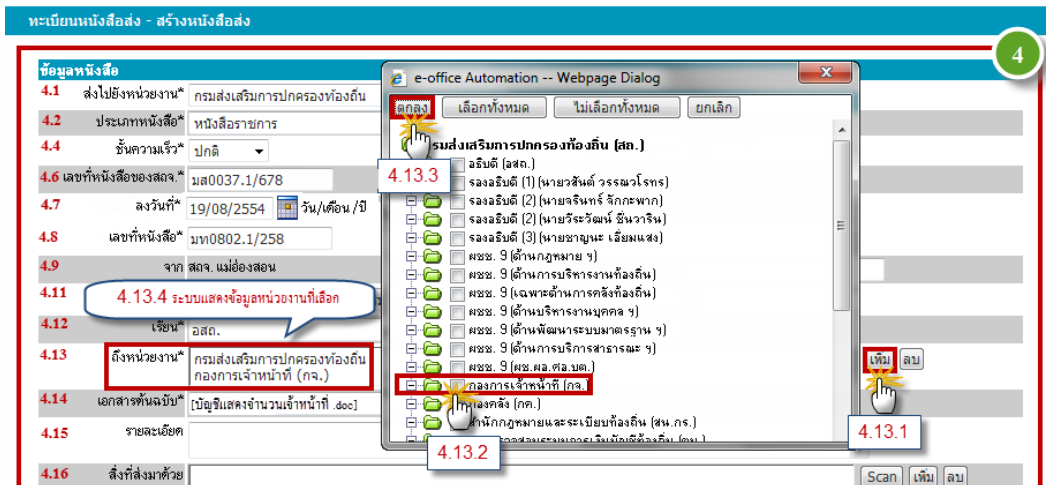 ทะเบียนหนังสือส่ง - สร้างหนังสือส่ง
4
ข้อมูลหนังสือ
4.1 ส่งไปยังหน่วยงาน* กรมส่งเสริมการปกครองท้องถิ่น
4.2 ประเภทหนังสือ* หนังสือราชการ
4.4 ชั้นความเร็ว* ปกติ
4.6 เลขที่หนังสือของสถจ.* มส0037.1/678
4.7 ลงวันที่* 19/08/2554 วัน/เดือน/ปี
4.8 เลขที่หนังสือ* มท0802.1/258
4.9 จาก สถจ. แม่ฮ่องสอน
4.11
4.13.4 ระบบแสดงข้อมูลหน่วยงานที่เลือก
4.12 เรียน* อสถ.
4.13 ถึงหน่วยงาน* กรมส่งเสริมการปกครองท้องถิ่น
กองการเจ้าหน้าที่ (กจ.)
เพิ่ม ลบ
4.13.1
4.14 เอกสารต้นฉบับ* [บัญชีแสดงจำนวนเจ้าหน้าที่ .doc]
4.15 รายละเอียด
4.16 สิ่งที่ส่งมาด้วย
Scan เพิ่ม ลบ
e-office Automation -- Webpage Dialog
ตกลง เลือกทั้งหมด ไม่เลือกทั้งหมด ยกเลิก
4.13.3
รมส่งเสริมการปกครองท้องถิ่น (สถ.)
อธิบดี (อสถ.)
รองอธิบดี (1) (นายวสันต์ วรรณวโรทร)
รองอธิบดี (2) (นายจรินทร์ จักกะพาก)
รองอธิบดี (2) (นายวีระวัฒน์ ชื่นวาริน)
รองอธิบดี (3) (นายชาญนะ เอี่ยมแสง)
ผชช. 9 (ด้านกฎหมาย ฯ)
ผชช. 9 (ด้านการบริหารงานท้องถิ่น)
ผชช. 9 (เฉพาะด้านการคลังท้องถิ่น)
ผชช. 9 (ด้านบริหารงานบุคคล ฯ)
ผชช. 9 (ด้านพัฒนาระบบมาตรฐาน ฯ)
ผชช. 9 (ด้านการบริการสาธารณะ ฯ)
ผชช. 9 (ผช.ผอ.ศอ.บต.)
กองการเจ้าหน้าที่ (กจ.)
กองคลัง (กค.)
สำนักกฎหมายและระเบียบท้องถิ่น (สน.กร.)
4.13.2